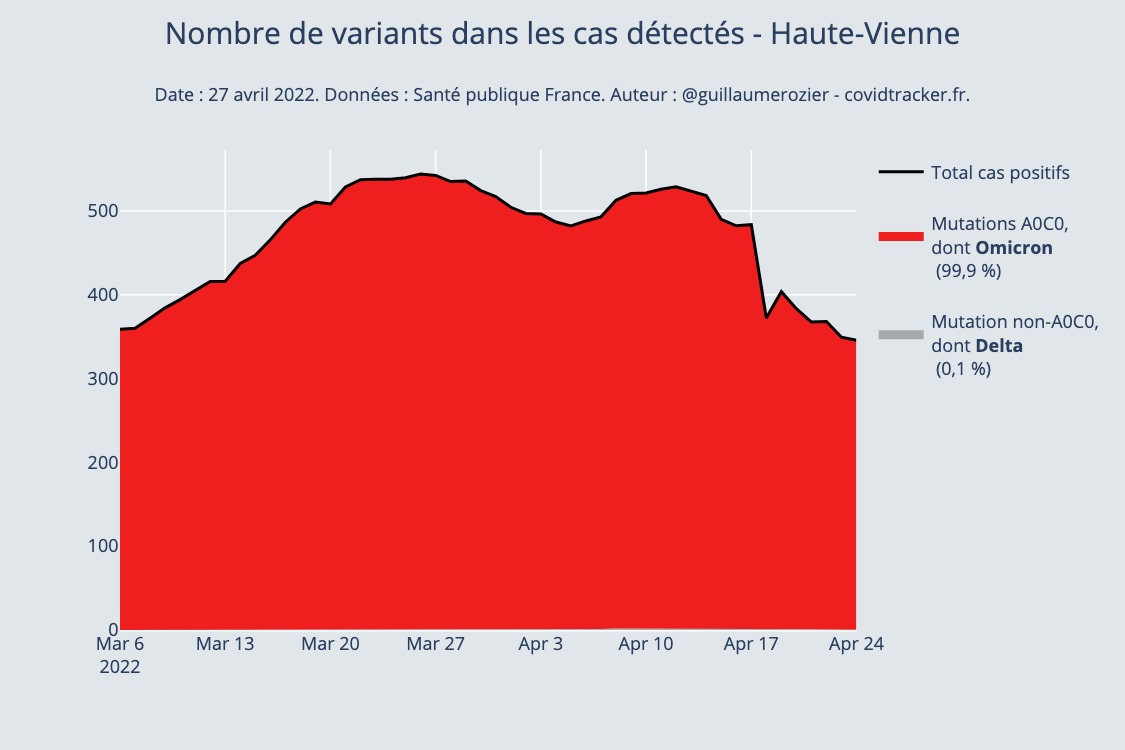 Nombre de variants dans les cas détectés - Haute-Vienne
Date : 27 avril 2022. Données : Santé publique France. Auteur : @guillaumerozier - covidtracker.fr.
Total cas positifs
Mutations A0C0,
dont Omicron
(99,9 %)
Mutation non-A0C0,
dont Delta
(0,1 %)
500
400
300
200
100
0
Mar 6 Mar 13 Mar 20 Mar 27 Apr 3 Apr 10 Apr 17 Apr 24
2022